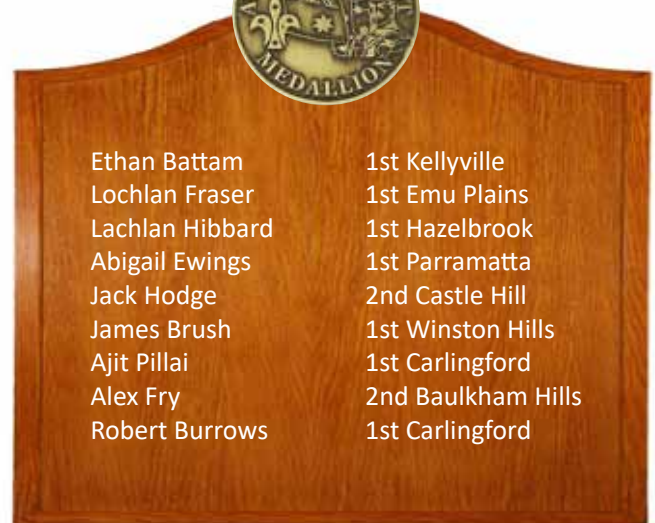 MEDALLION
Ethan Battam 1st Kellyville
Lochlan Fraser 1st Emu Plains
Lachlan Hibbard 1st Hazelbrook
Abigail Ewings 1st Parramatta
Jack Hodge 2nd Castle Hill
James Brush 1st Winston Hills
Ajit Pillai 1st Carlingford
Alex Fry 2nd Baulkham Hills
Robert Burrows 1st Carlingford